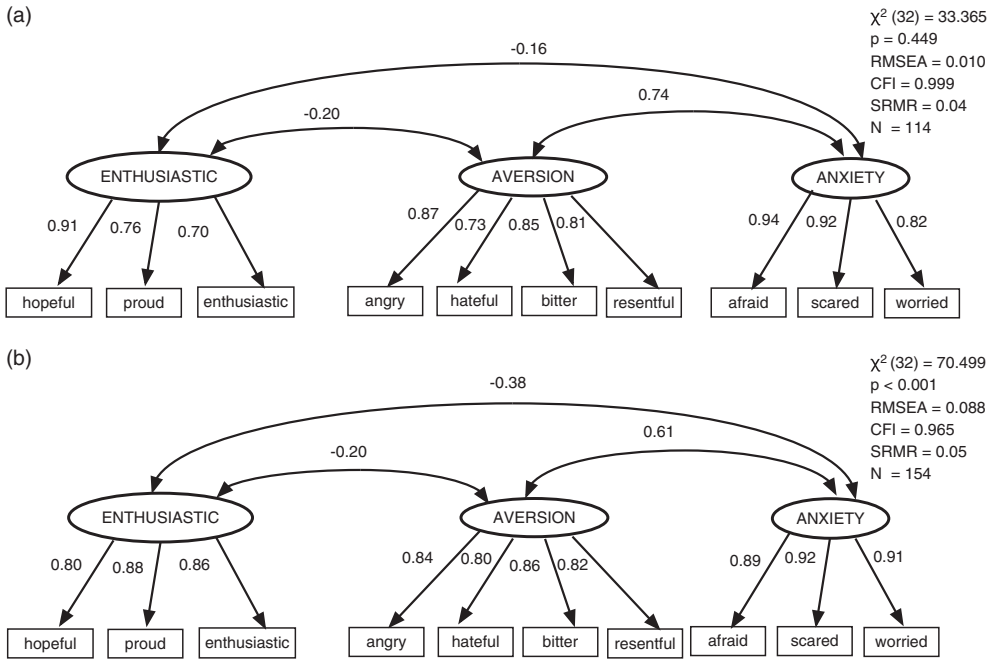 (a)
χ² (32) = 33.365
p = 0.449
RMSEA = 0.010
CFI = 0.999
SRMR = 0.04
N = 114
-0.16
0.74
-0.20
ENTHUSIASTIC AVERSION ANXIETY
0.91 0.76 0.70 0.87 0.73 0.85 0.81 0.94 0.92 0.82
hopeful proud enthusiastic angry hateful bitter resentful afraid scared worried
(b)
χ² (32) = 70.499
p < 0.001
RMSEA = 0.088
CFI = 0.965
SRMR = 0.05
N = 154
-0.38
0.61
-0.20
ENTHUSIASTIC AVERSION ANXIETY
0.80 0.88 0.86 0.84 0.80 0.86 0.82 0.89 0.92 0.91
hopeful proud enthusiastic angry hateful bitter resentful afraid scared worried